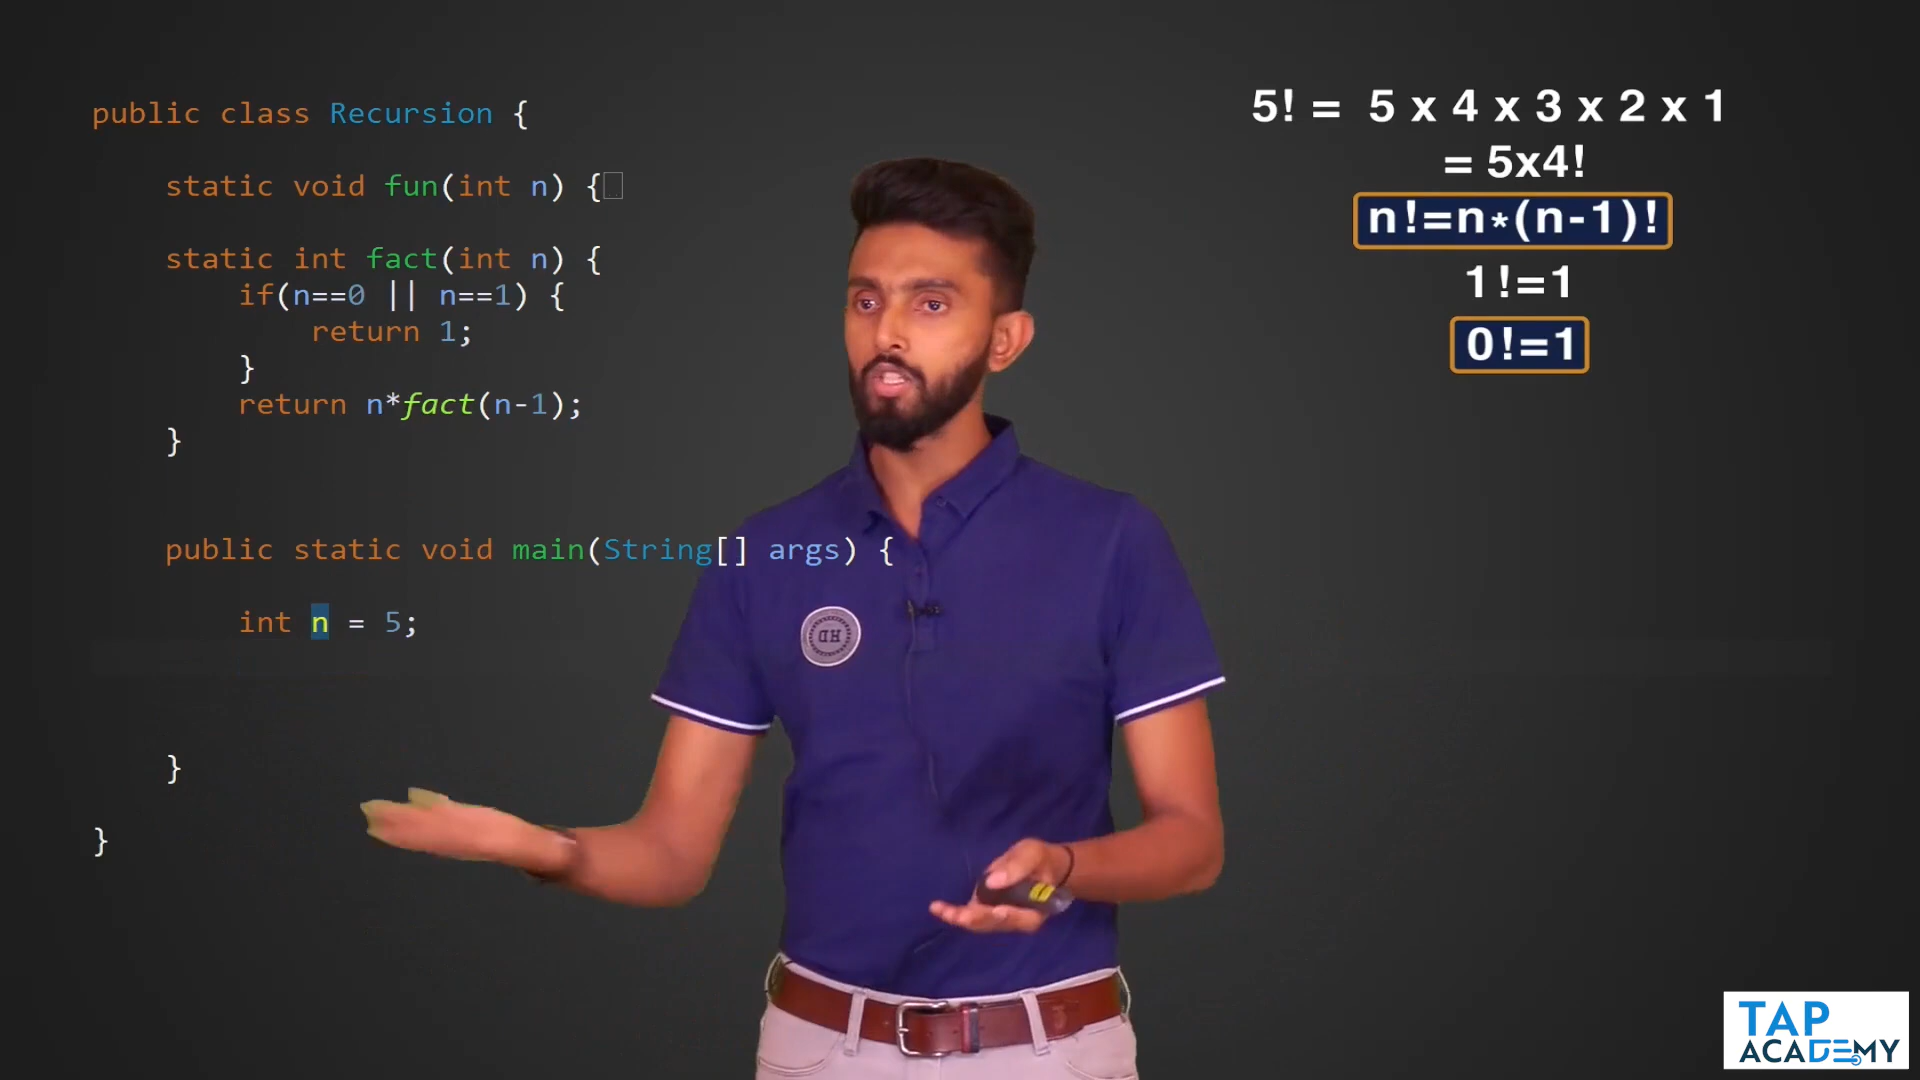 public class Recursion {
static void fun(int n) {
static int fact(int n) {
if(n==0 || n==1) {
return 1;
}
return n*fact(n-1);
}
public static void main(String[] args) {
int n = 5;
}
}
5! = 5 x 4 x 3 x 2 x 1
= 5x4!
n!=n*(n-1)!
1!=1
0!=1
HD
TAP
ACADEMY